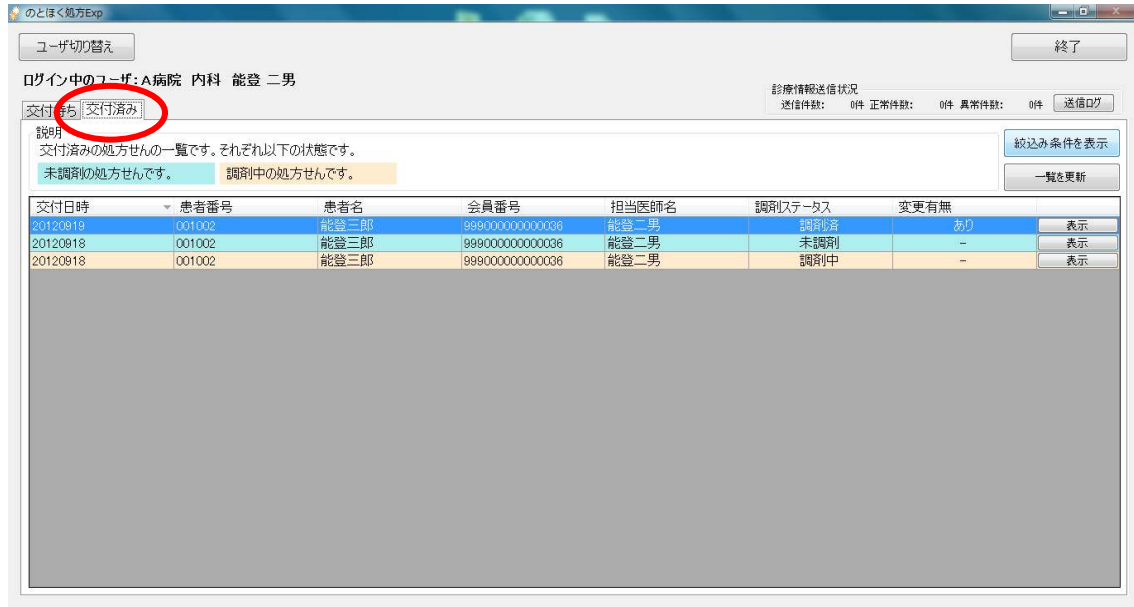 のとほく処方Exp
ユーザ切り替え
終了
ログイン中のユーザ:A病院 内科 能登 二男
診療情報送信状況
送信件数: 0件 正常件数: 0件 異常件数: 0件 送信ログ
交付待ち 交付済み
説明
交付済みの処方せんの一覧です。それぞれ以下の状態です。
絞込み条件を表示
未調剤の処方せんです。 調剤中の処方せんです。
一覧を更新
交付日時 患者番号 患者名 会員番号 担当医師名 調剤ステータス 変更有無
20120919 001002 能登三郎 999000000000036 能登二男 調剤済 あり 表示
20120918 001002 能登三郎 999000000000036 能登二男 未調剤 - 表示
20120918 001002 能登三郎 999000000000036 能登二男 調剤中 - 表示